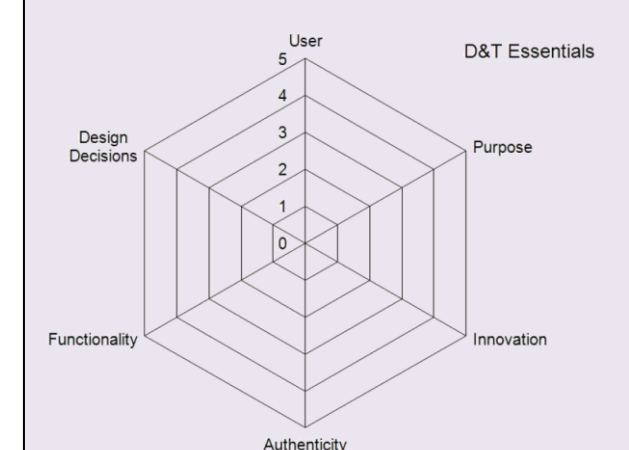 User
D&T Essentials
5
4
3
2
1
0
Design
Decisions
Purpose
Functionality
Innovation
Authenticity